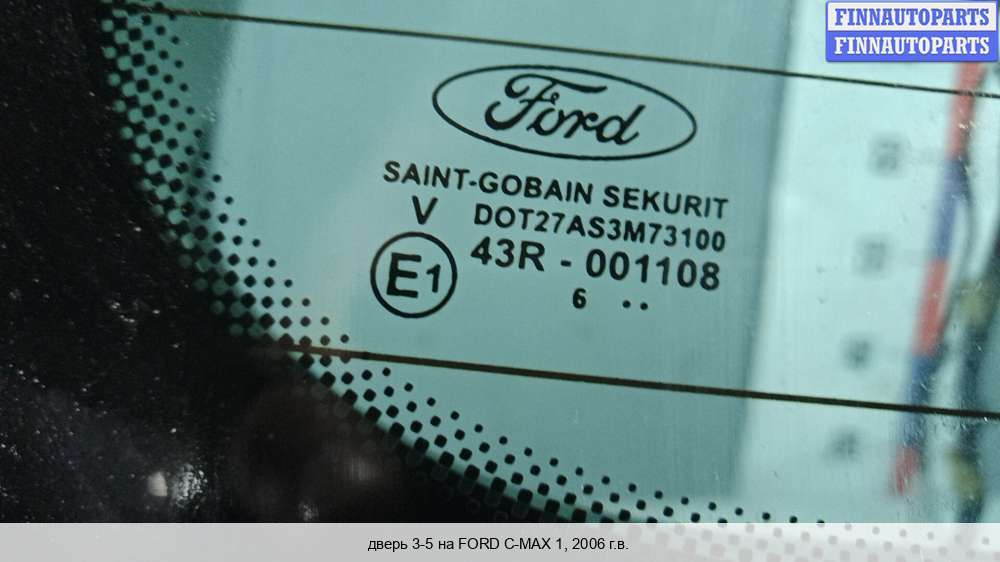 FINNAUTOPARTS
FINNAUTOPARTS
Ford
SAINT-GOBAIN SEKURIT
V DOT27AS3M73100
E1 43R - 001108
6 ..
дверь 3-5 на FORD C-MAX 1, 2006 г.в.